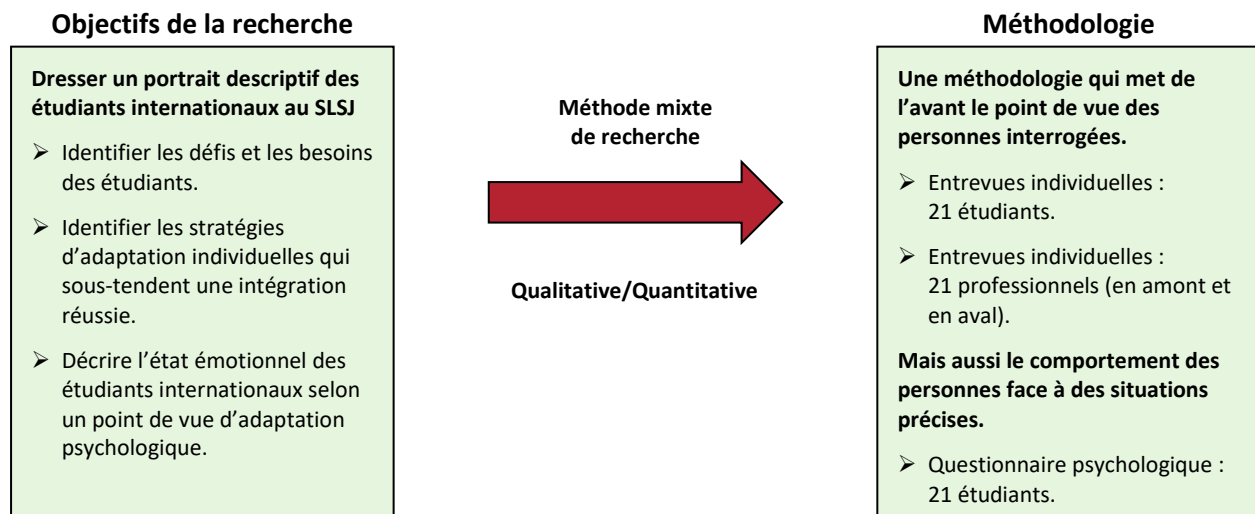 Objectifs de la recherche
Dresser un portrait descriptif des
étudiants internationaux au SLSJ
➢ Identifier les défis et les besoins
des étudiants.
➢ Identifier les stratégies
d’adaptation individuelles qui
sous-tendent une intégration
réussie.
➢ Décrire l’état émotionnel des
étudiants internationaux selon
un point de vue d’adaptation
psychologique.
Méthode mixte
de recherche
Qualitative/Quantitative
Méthodologie
Une méthodologie qui met de
l’avant le point de vue des
personnes interrogées.
➢ Entrevues individuelles :
21 étudiants.
➢ Entrevues individuelles :
21 professionnels (en amont et
en aval).
Mais aussi le comportement des
personnes face à des situations
précises.
➢ Questionnaire psychologique :
21 étudiants.